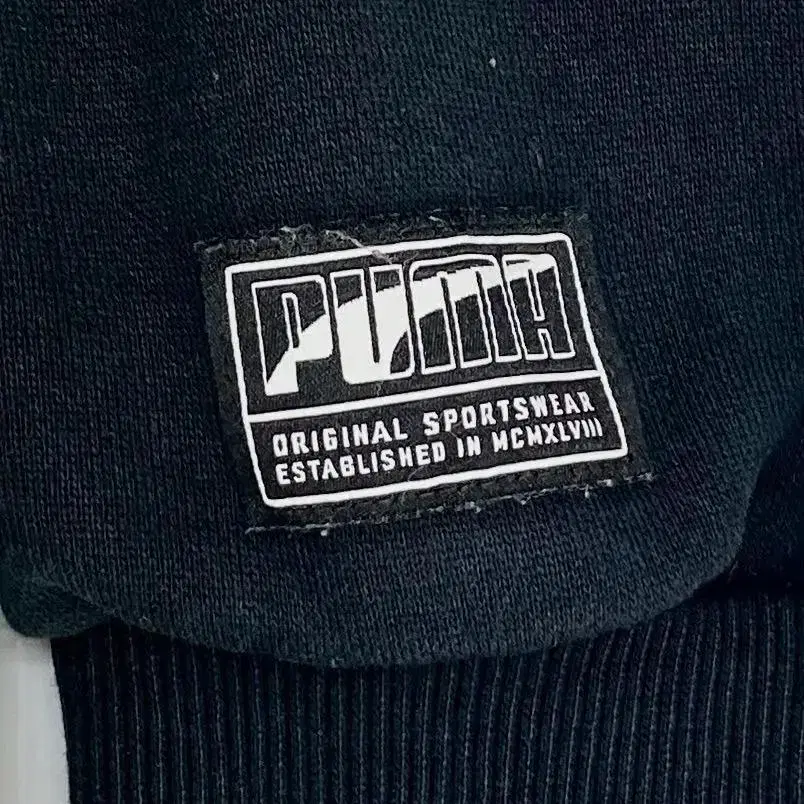 PUMA
ORIGINAL SPORTSWEAR
ESTABLISHED IN MCMXLVIII